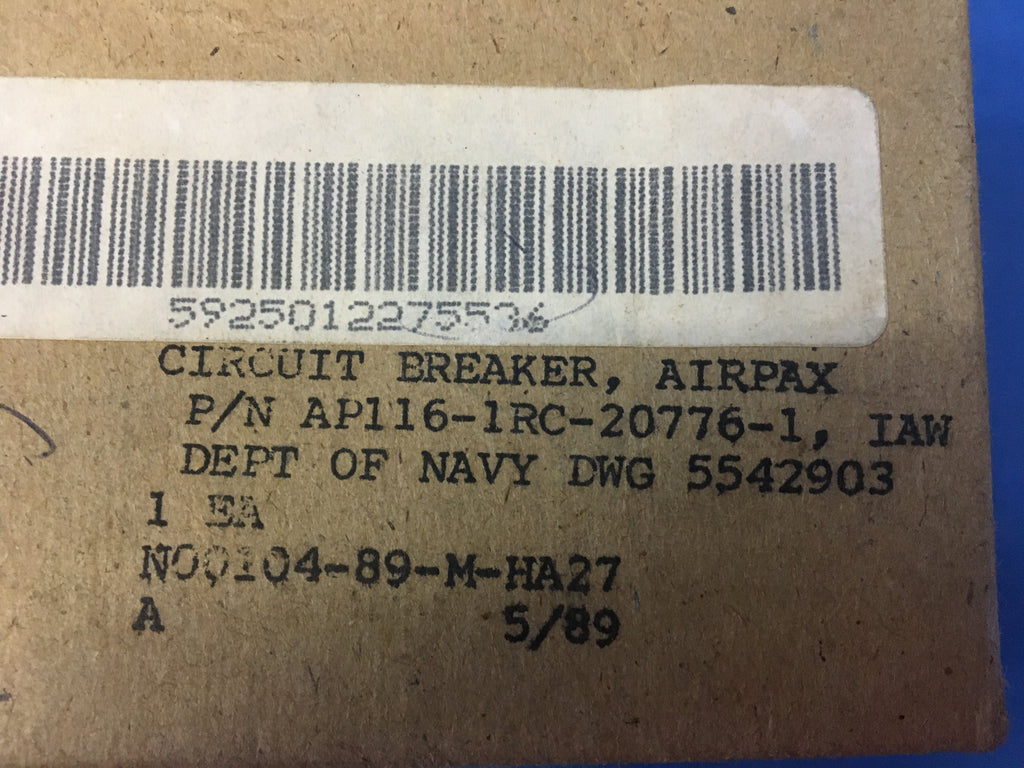 5925012275536
CIRCUIT BREAKER, AIRPAX
P/N AP116-1RC-20776-1, IAW
DEPT OF NAVY DWG 5542903
1 EA
N00104-89-M-HA27
A 5/89